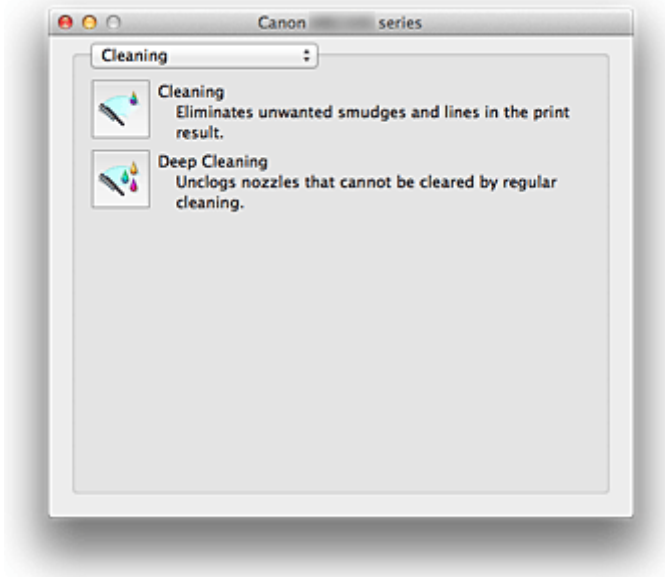 Canon series
Cleaning
Cleaning
Eliminates unwanted smudges and lines in the print
result.
Deep Cleaning
Unclogs nozzles that cannot be cleared by regular
cleaning.